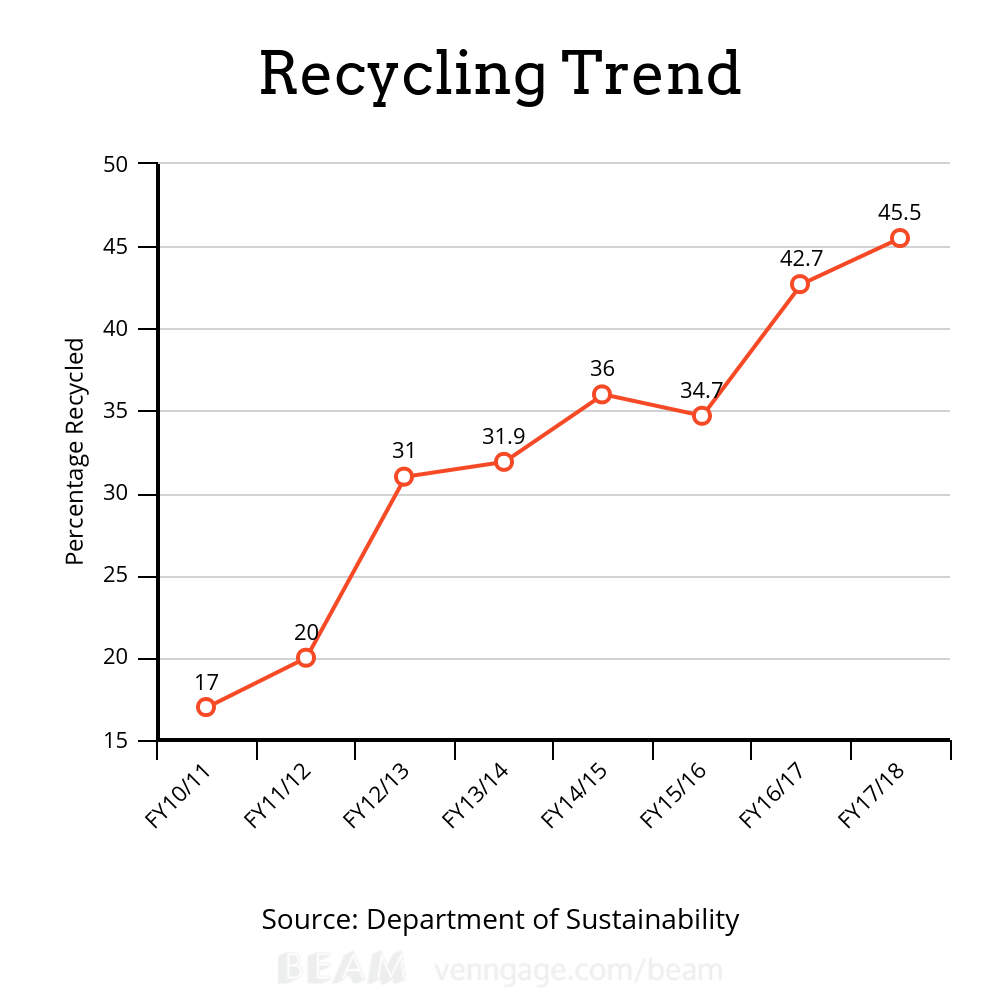 Recycling Trend
50
45
40
35
30
25
20
15
Percentage Recycled
17
20
31
31.9
36
34.7
42.7
45.5
FY10/11
FY11/12
FY12/13
FY13/14
FY14/15
FY15/16
FY16/17
FY17/18
Source: Department of Sustainability
BEAM venngage.com/beam